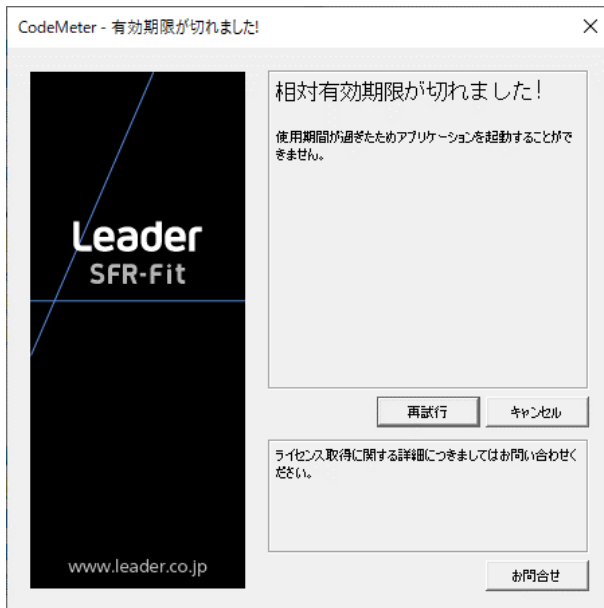 CodeMeter - 有効期限が切れました!
Leader
SFR-Fit
www.leader.co.jp
相対有効期限が切れました!
使用期間が過ぎたためアプリケーションを起動することがで
きません。
再試行
キャンセル
ライセンス取得に関する詳細につきましてはお問い合わせく
ださい。
お問合せ